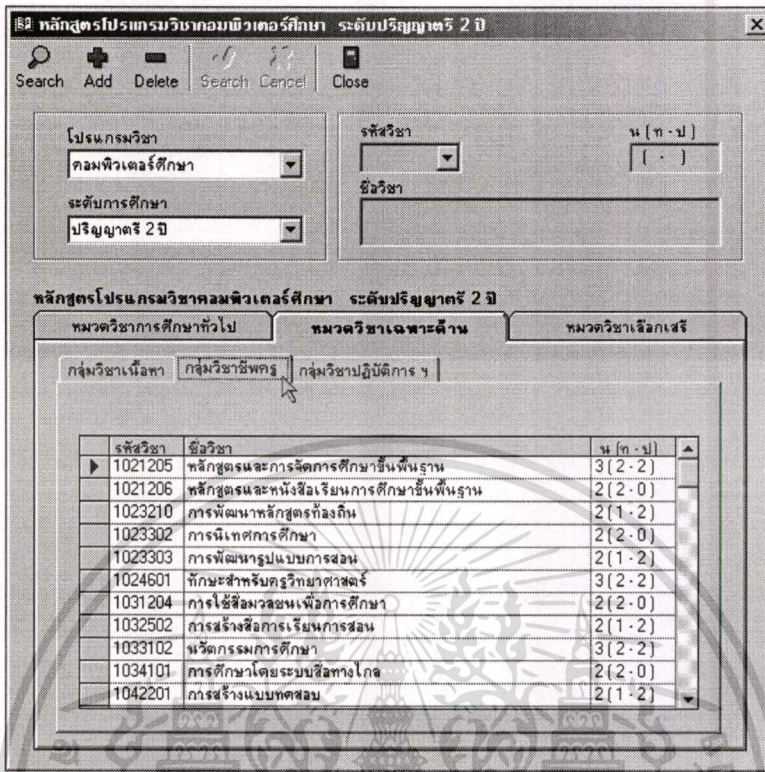 หลักสูตรโปรแกรมวิชาคอมพิวเตอร์ศึกษา ระดับปริญญาตรี 2 ปี
Search Add Delete Search Cancel Close
โปรแกรมวิชา
คอมพิวเตอร์ศึกษา
ระดับการศึกษา
ปริญญาตรี 2 ปี
รหัสวิชา น ( ท - ป )
( - )
ชื่อวิชา
หลักสูตรโปรแกรมวิชาคอมพิวเตอร์ศึกษา ระดับปริญญาตรี 2 ปี
หมวดวิชาการศึกษาทั่วไป หมวดวิชาเฉพาะด้าน หมวดวิชาเลือกเสรี
กลุ่มวิชาเนื้อหา กลุ่มวิชาชีพครู กลุ่มวิชาปฏิบัติการ ฯ
รหัสวิชา ชื่อวิชา น (ท - ป)
1021205 หลักสูตรและการจัดการศึกษาขั้นพื้นฐาน 3 ( 2 - 2 )
1021206 หลักสูตรและหนังสือเรียนการศึกษาขั้นพื้นฐาน 2 ( 2 - 0 )
1023210 การพัฒนาหลักสูตรท้องถิ่น 2 ( 1 - 2 )
1023302 การนิเทศการศึกษา 2 ( 2 - 0 )
1023303 การพัฒนารูปแบบการสอน 2 ( 1 - 2 )
1024601 ทักษะสำหรับครูวิทยาศาสตร์ 3 ( 2 - 2 )
1031204 การใช้สื่อมวลชนเพื่อการศึกษา 2 ( 2 - 0 )
1032502 การสร้างสื่อการเรียนการสอน 2 ( 1 - 2 )
1033102 นวัตกรรมการศึกษา 3 ( 2 - 2 )
1034101 การศึกษาโดยระบบสื่อทางไกล 2 ( 2 - 0 )
1042201 การสร้างแบบทดสอบ 2 ( 1 - 2 )